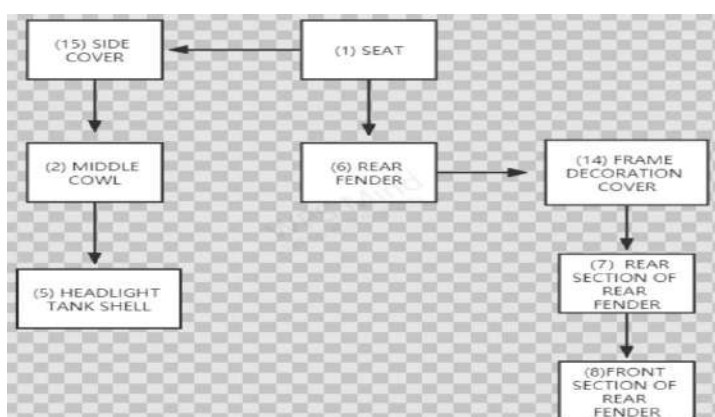 (15) SIDE
COVER
(1) SEAT
(2) MIDDLE
COWL
(6) REAR
FENDER
(14) FRAME
DECORATION
COVER
(5) HEADLIGHT
TANK SHELL
(7) REAR
SECTION OF
REAR
FENDER
(8)FRONT
SECTION OF
REAR
FENDER